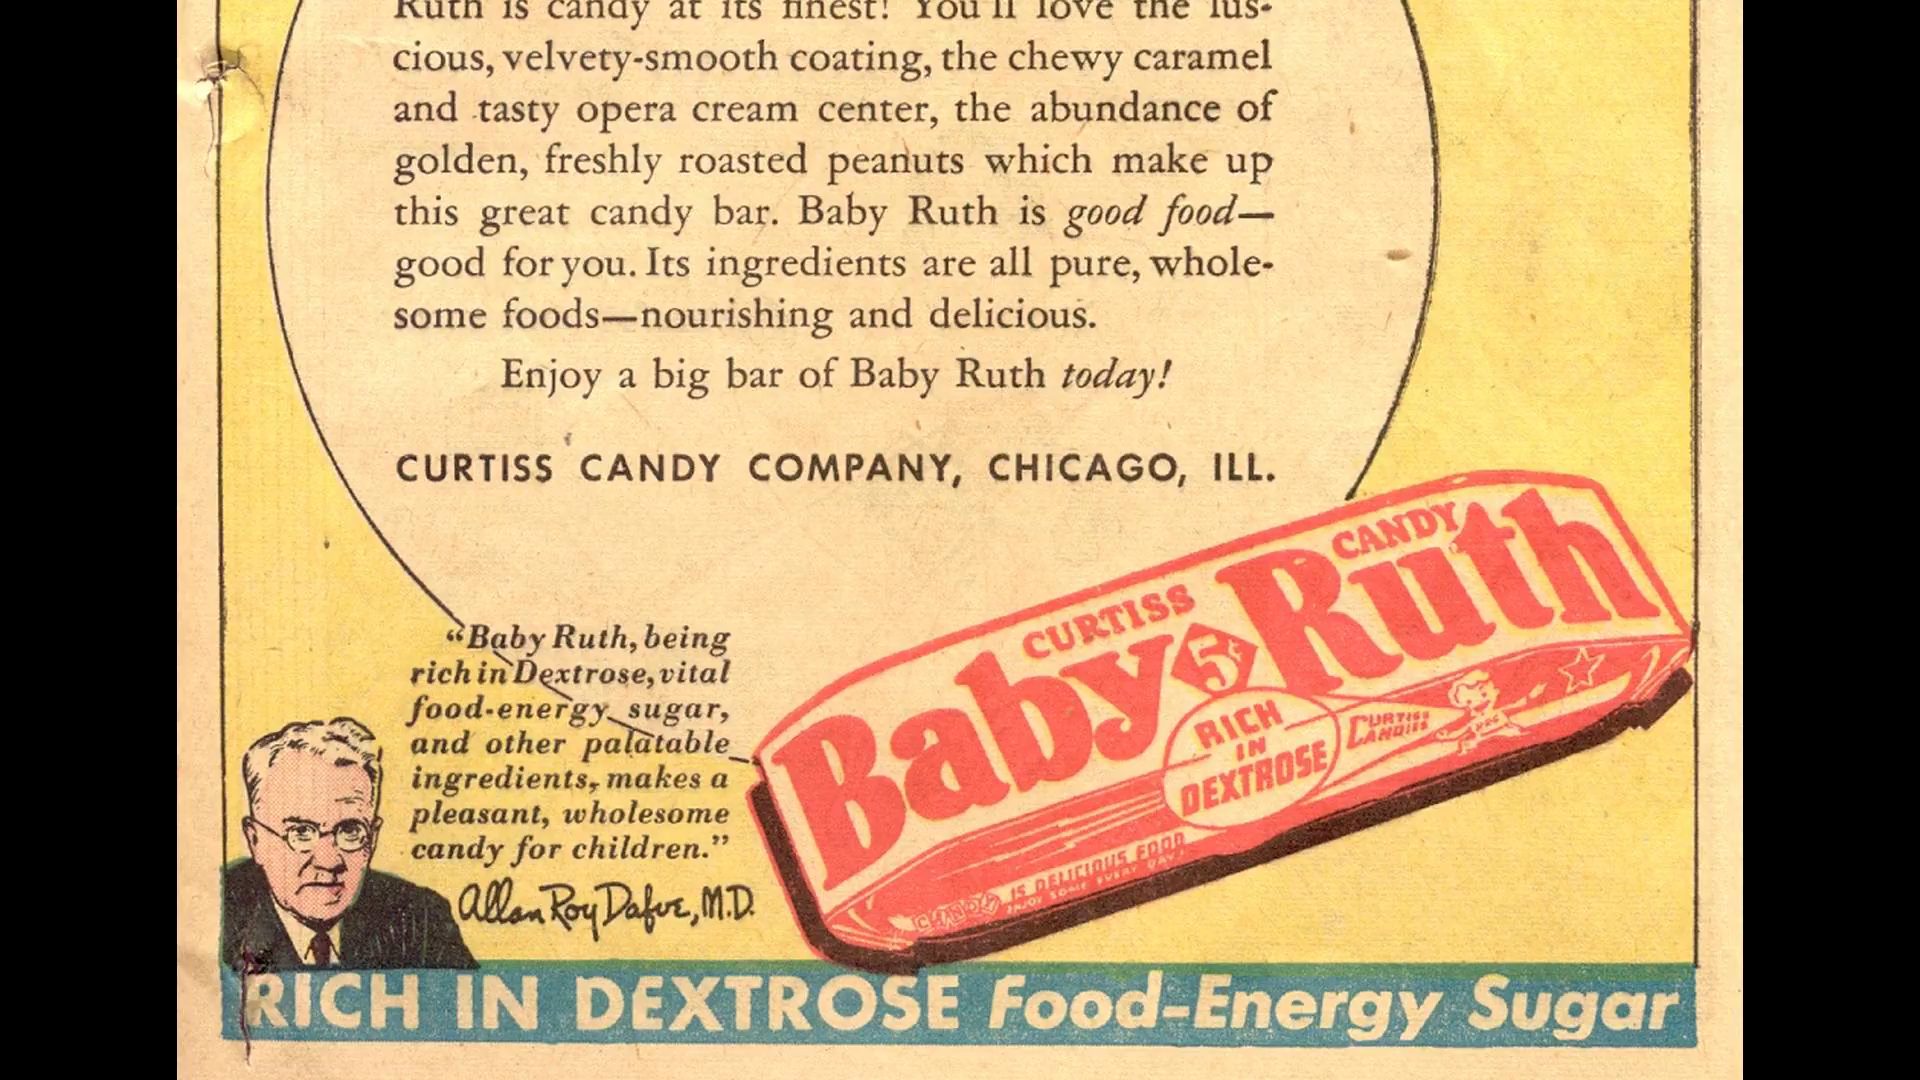 Ruth is candy at its finest! You'll love the lus-
cious, velvety-smooth coating, the chewy caramel
and tasty opera cream center, the abundance of
golden, freshly roasted peanuts which make up
this great candy bar. Baby Ruth is good food—
good for you. Its ingredients are all pure, whole-
some foods—nourishing and delicious.
Enjoy a big bar of Baby Ruth today!
CURTISS CANDY COMPANY, CHICAGO, ILL.
"Baby Ruth, being
rich in Dextrose, vital
food-energy sugar,
and other palatable
ingredients, makes a
pleasant, wholesome
candy for children."
Allan Roy Dafoe, M.D.
CURTISS
CANDY
Baby Ruth
5¢
RICH
IN
DEXTROSE
CURTISS
CANDIES
CANDY IS DELICIOUS FOOD
ENJOY SOME EVERY DAY!
RICH IN DEXTROSE Food-Energy Sugar